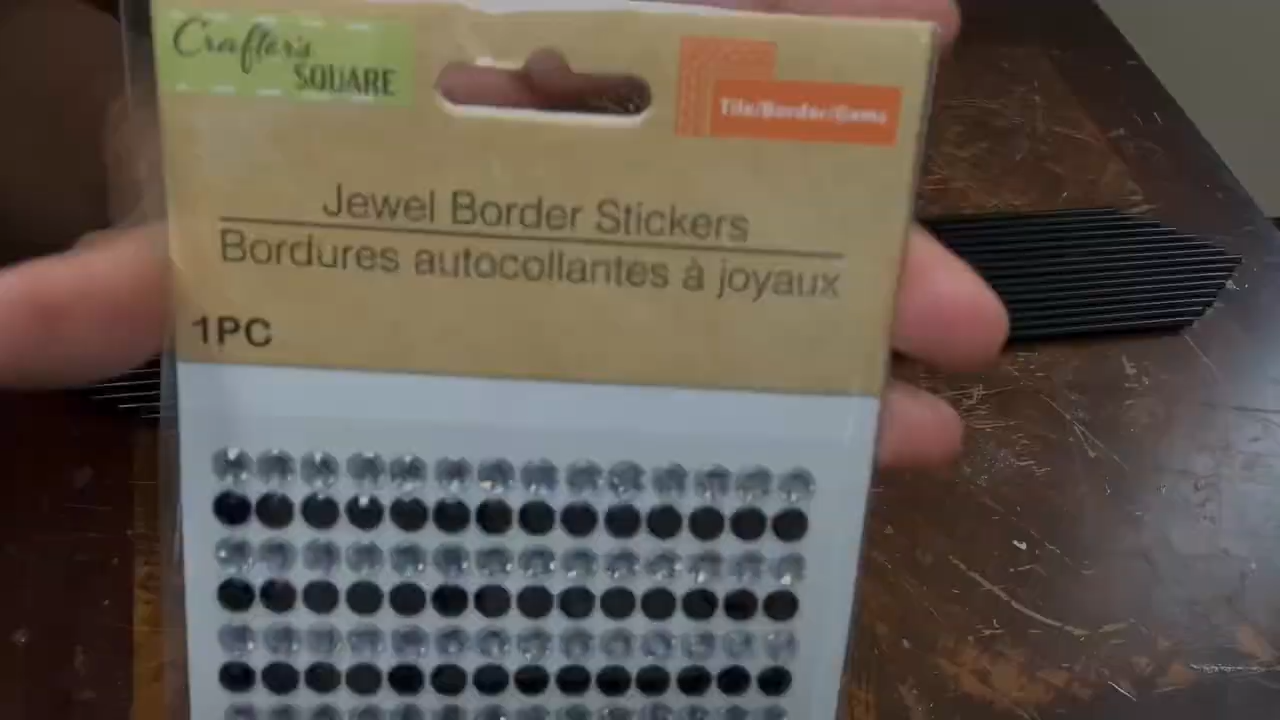 Crafter's
SQUARE
Tile/Border/Gems
Jewel Border Stickers
Bordures autocollantes à joyaux
1PC